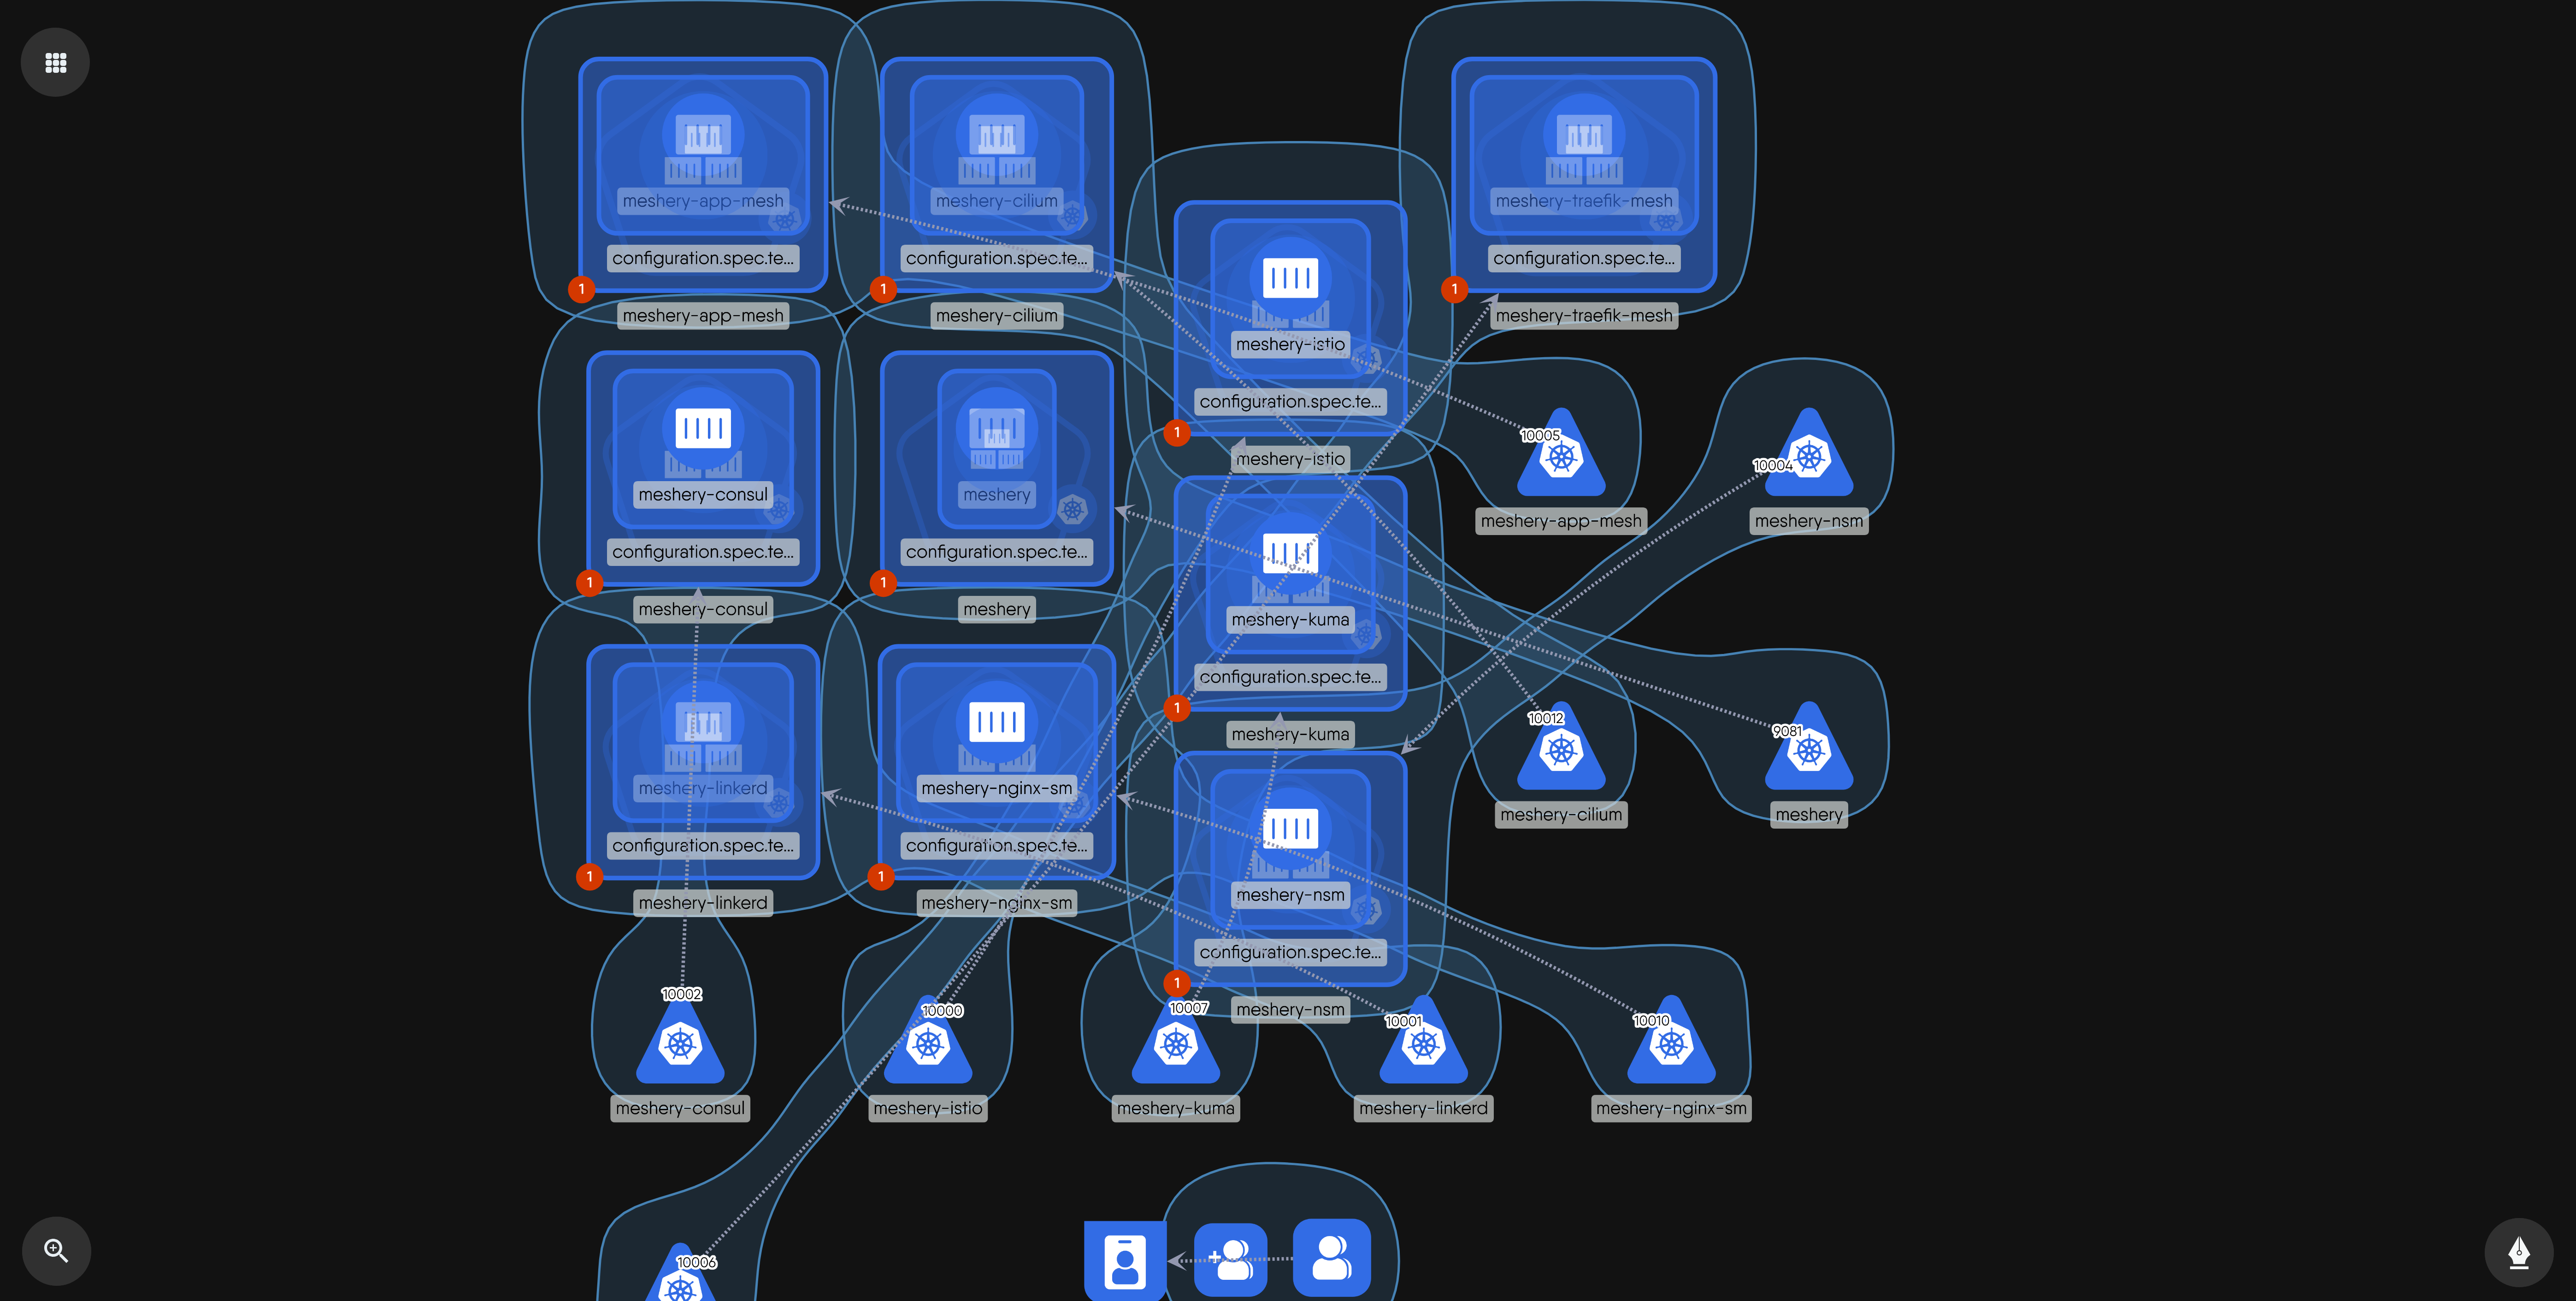 meshery-app-mesh
configuration.spec.te...
1
meshery-app-mesh
meshery-cilium
configuration.spec.te...
1
meshery-cilium
meshery-istio
configuration.spec.te...
1
meshery-istio
meshery-traefik-mesh
configuration.spec.te...
1
meshery-traefik-mesh
meshery-consul
configuration.spec.te...
1
meshery-consul
meshery
configuration.spec.te...
1
meshery
meshery-kuma
configuration.spec.te...
1
meshery-kuma
10005
meshery-app-mesh
10004
meshery-nsm
meshery-linkerd
configuration.spec.te...
1
meshery-linkerd
meshery-nginx-sm
configuration.spec.te...
1
meshery-nginx-sm
meshery-nsm
configuration.spec.te...
1
meshery-nsm
10012
meshery-cilium
9081
meshery
10002
meshery-consul
10000
meshery-istio
10007
meshery-kuma
10001
meshery-linkerd
10010
meshery-nginx-sm
10006